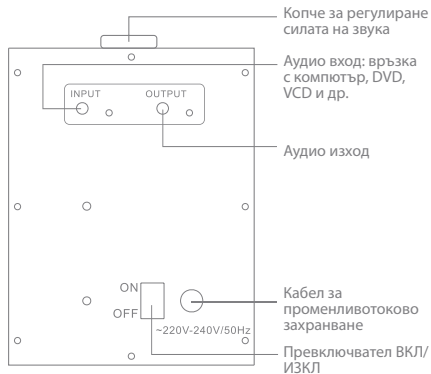 Копче за регулиране
силата на звука
Аудио вход: връзка
с компютър, DVD,
VCD и др.
INPUT
OUTPUT
Аудио изход
ON
OFF
~220V-240V/50Hz
Кабел за
променливотоково
захранване
Превключвател ВКЛ/
ИЗКЛ